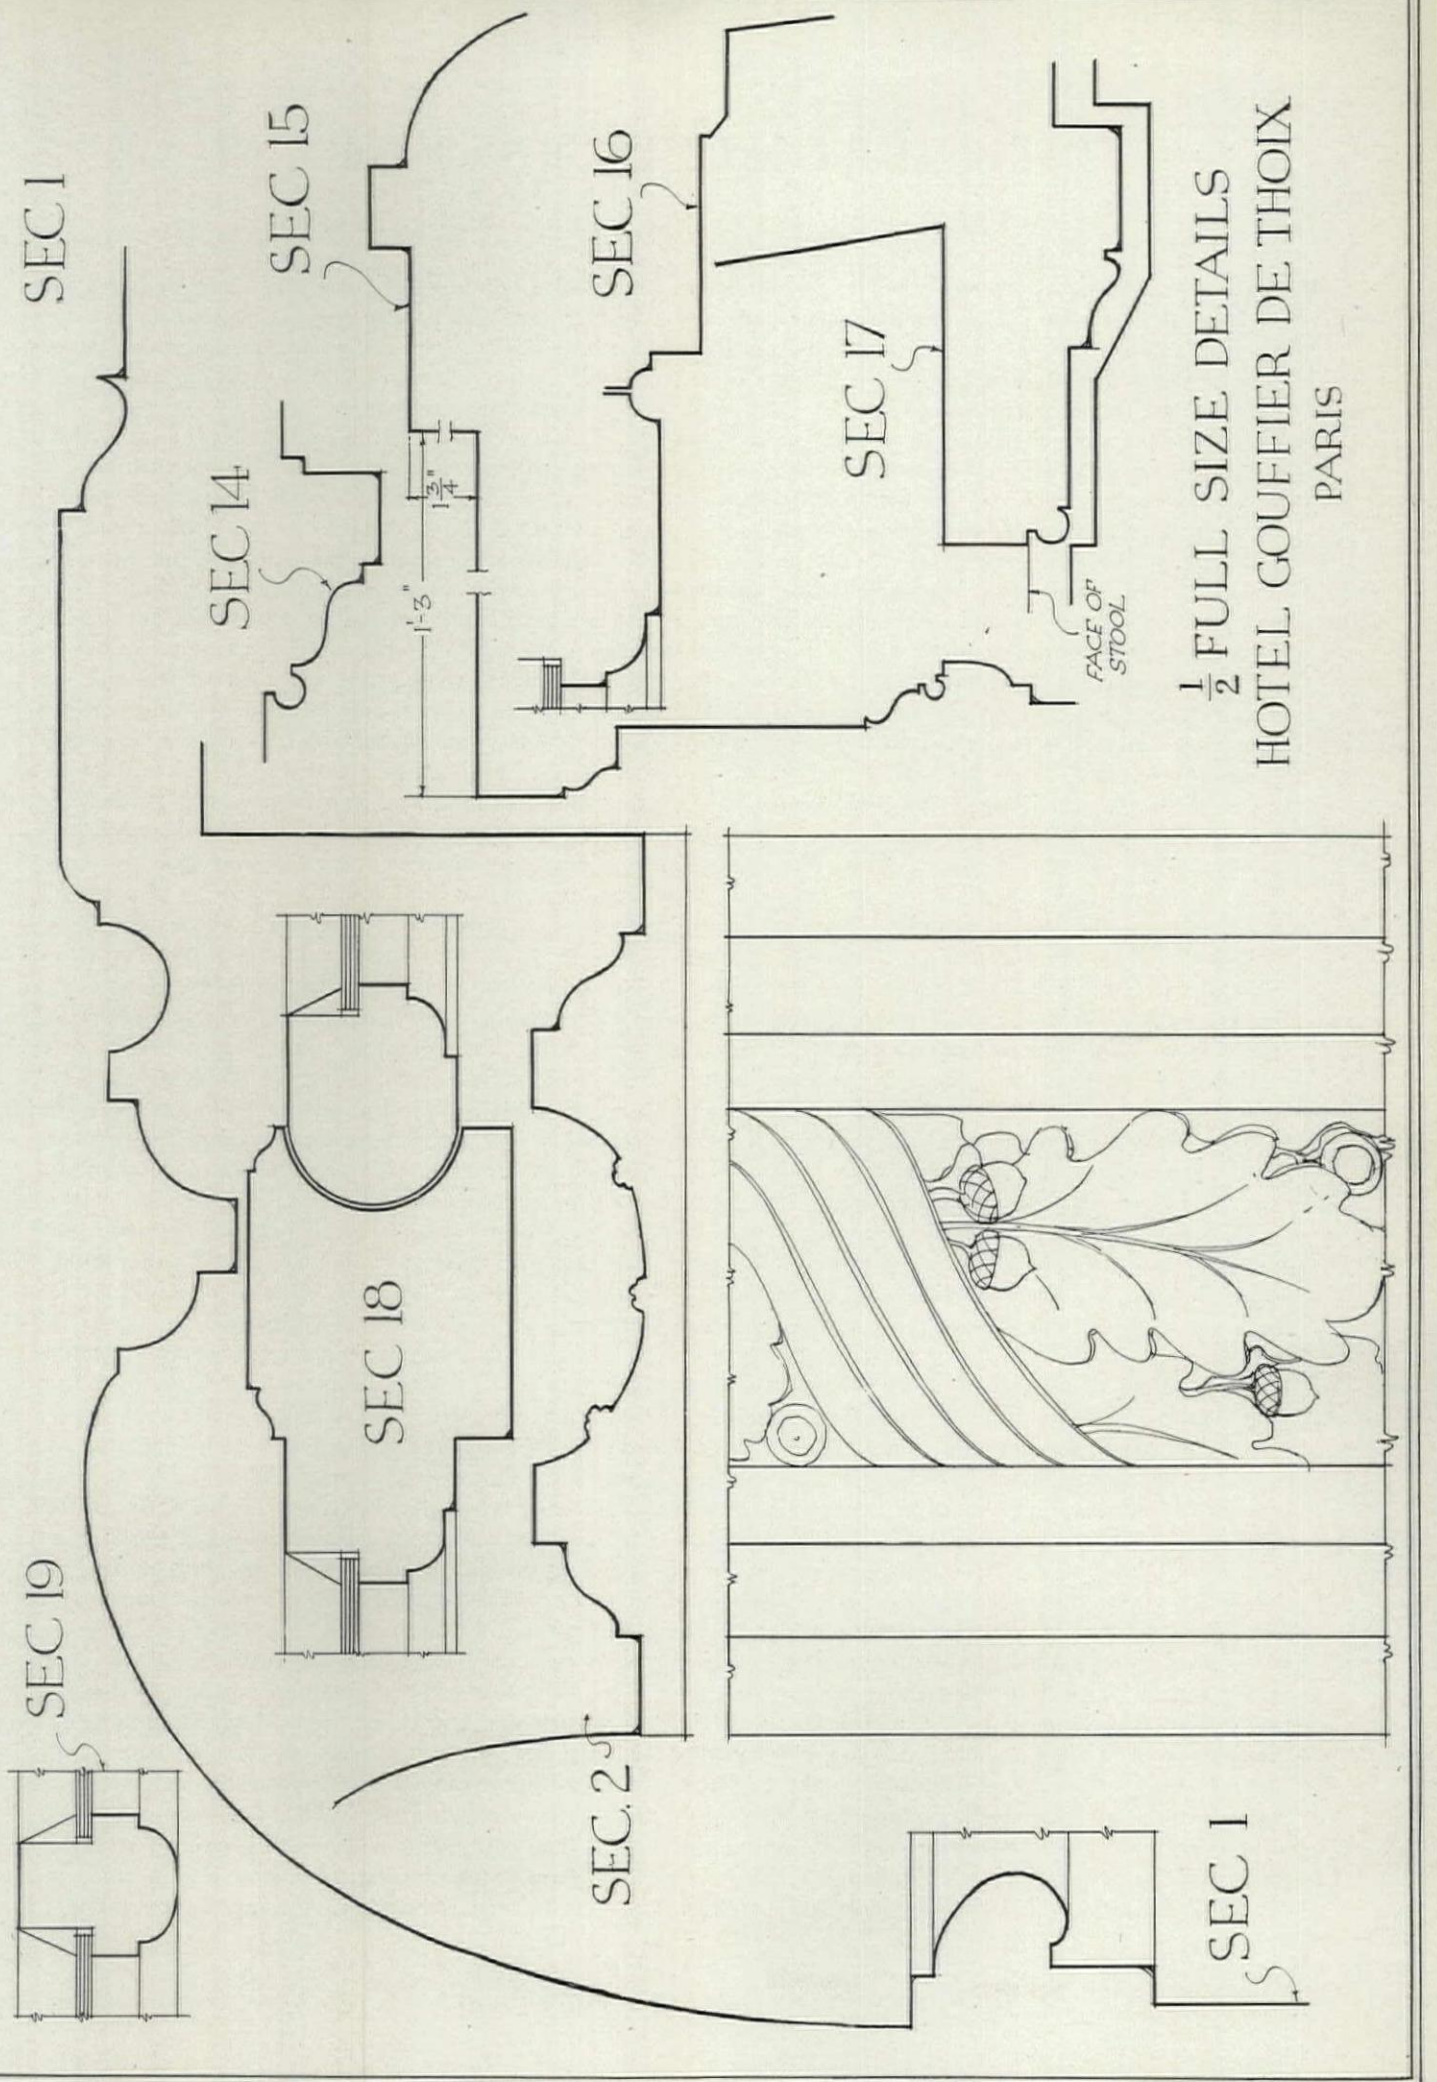 SEC 19
SEC 1
SEC 14
SEC 15
1 3/4"
1'-3"
SEC 18
SEC. 2
SEC 16
SEC 17
FACE OF
STOOL
SEC 1
1/2 FULL SIZE DETAILS
HOTEL GOUFFIER DE THOIX
PARIS